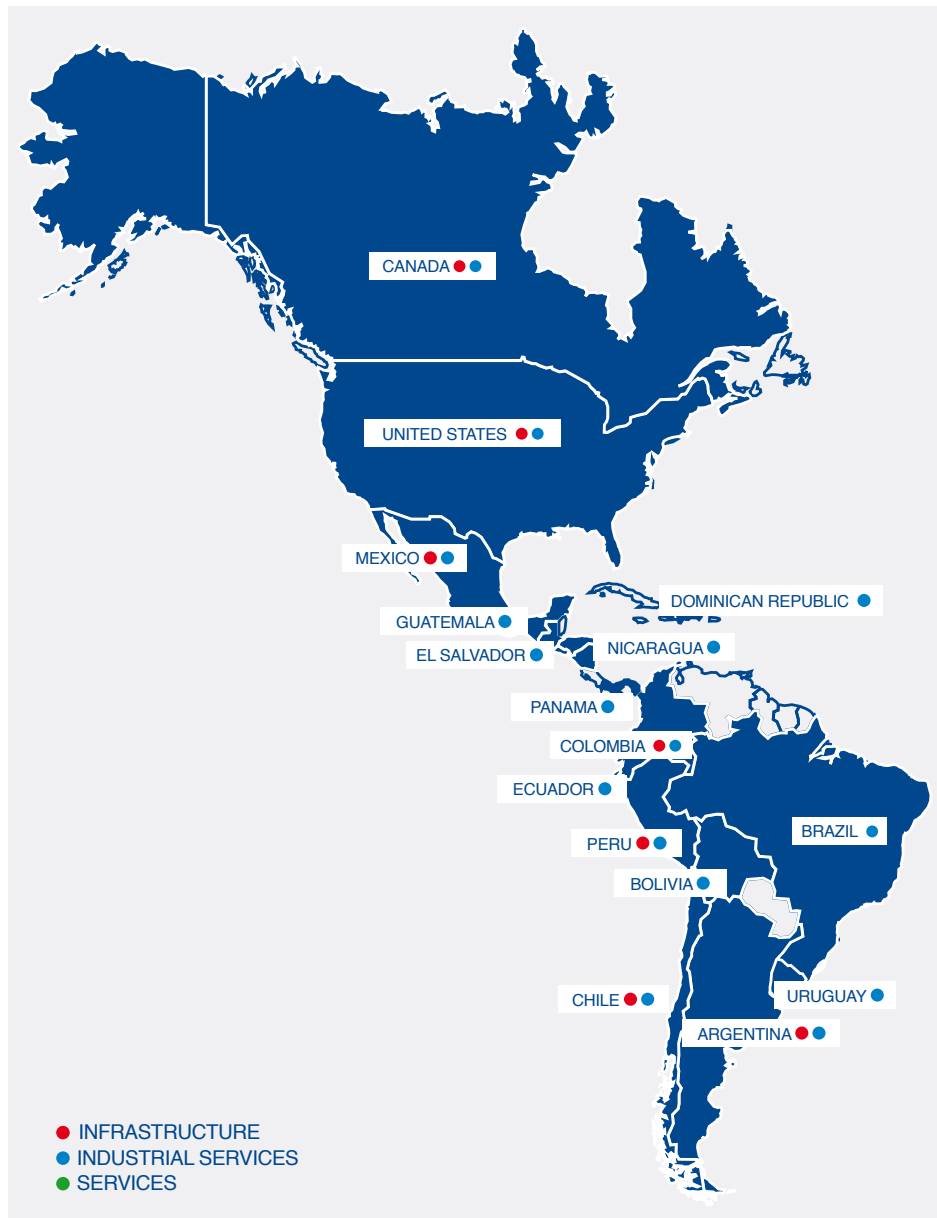 CANADA
UNITED STATES
MEXICO
DOMINICAN REPUBLIC
GUATEMALA
NICARAGUA
EL SALVADOR
PANAMA
COLOMBIA
ECUADOR
BRAZIL
PERU
BOLIVIA
URUGUAY
CHILE
ARGENTINA
INFRASTRUCTURE
INDUSTRIAL SERVICES
SERVICES